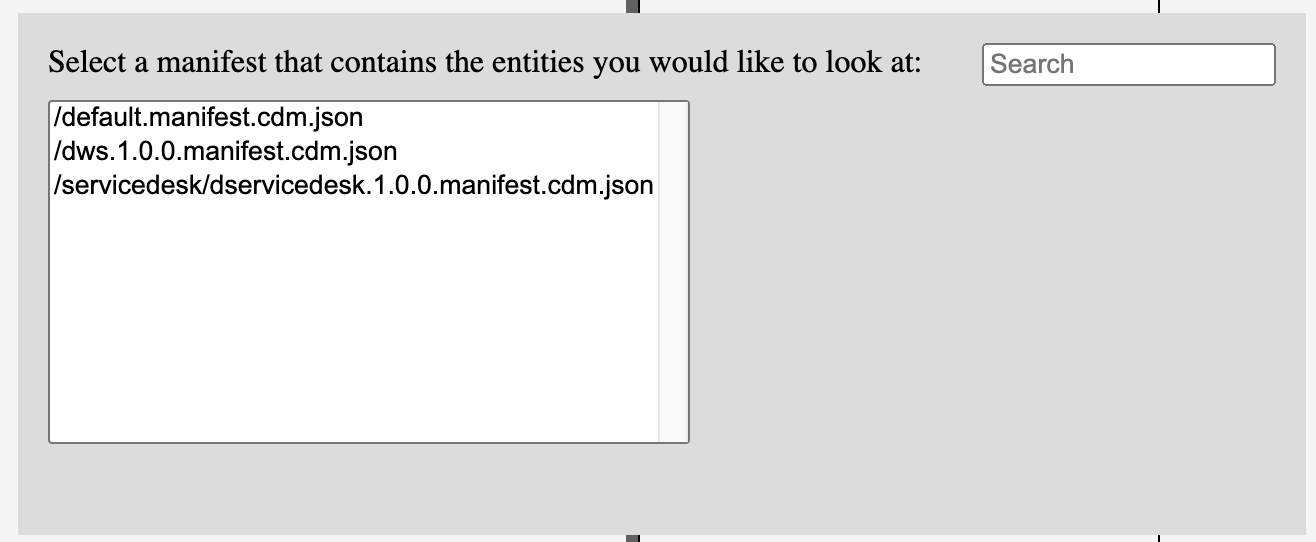 Select a manifest that contains the entities you would like to look at:
Search
/default.manifest.cdm.json
/dws.1.0.0.manifest.cdm.json
/servicedesk/dservicedesk.1.0.0.manifest.cdm.json